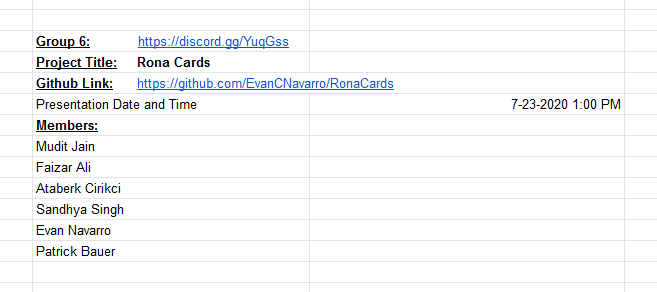 Group 6: https://discord.gg/YuqGss
Project Title: Rona Cards
Github Link: https://github.com/EvanCNavarro/RonaCards
Presentation Date and Time 7-23-2020 1:00 PM
Members:
Mudit Jain
Faizar Ali
Ataberk Cirikci
Sandhya Singh
Evan Navarro
Patrick Bauer